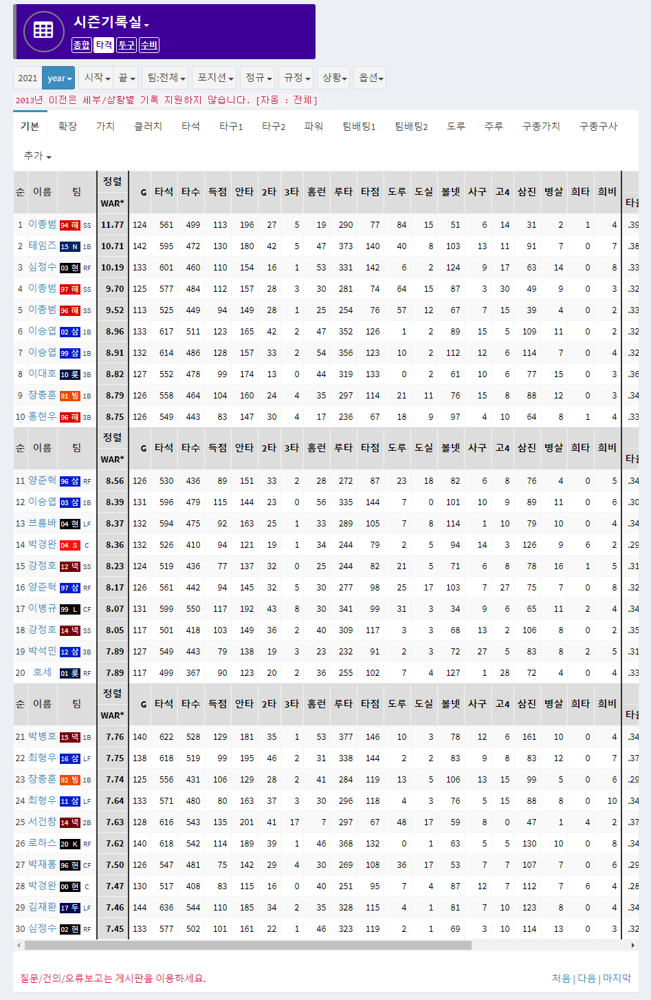 시즌기록실
종합 타격 투구 수비
2021 year 시작 끝 팀:전체 포지션 정규 규정 상황 옵션
2013년 이전은 세부/상황별 기록 지원하지 않습니다. [자동 : 전체]
기본 확장 가치 클러치 타석 타구1 타구2 파워 팀배팅1 팀배팅2 도루 주루 구종가치 구종구사
추가
순 이름 팀 정렬 G 타석 타수 득점 안타 2타 3타 홈런 루타 타점 도루 도실 볼넷 사구 고4 삼진 병살 희타 희비
WAR* 타율
1 이종범 94 해 SS 11.77 124 561 499 113 196 27 5 19 290 77 84 15 51 6 14 31 2 1 4 .39
2 테임즈 15 N 1B 10.71 142 595 472 130 180 42 5 47 373 140 40 8 103 13 11 91 7 0 7 .38
3 심정수 03 현 RF 10.19 133 601 460 110 154 16 1 53 331 142 6 2 124 9 17 63 14 0 8 .33
4 이종범 97 해 SS 9.70 125 577 484 112 157 28 3 30 281 74 64 15 87 3 30 49 9 0 3 .32
5 이종범 96 해 SS 9.52 113 525 449 94 149 28 1 25 254 76 57 12 67 7 15 39 4 0 2 .33
6 이승엽 02 삼 1B 8.96 133 617 511 123 165 42 2 47 352 126 1 2 89 15 5 109 11 0 2 .32
7 이승엽 99 삼 1B 8.91 132 614 486 128 157 33 2 54 356 123 10 2 112 12 6 114 7 0 4 .32
8 이대호 10 롯 3B 8.82 127 552 478 99 174 13 0 44 319 133 0 2 61 10 6 77 15 0 3 .36
9 장종훈 91 빙 1B 8.79 126 558 464 104 160 24 4 35 297 114 21 11 76 15 8 88 12 0 3 .34
10 홍현우 96 해 3B 8.75 126 549 443 83 147 30 4 17 236 67 18 9 97 4 10 64 8 1 4 .33
순 이름 팀 정렬 G 타석 타수 득점 안타 2타 3타 홈런 루타 타점 도루 도실 볼넷 사구 고4 삼진 병살 희타 희비
WAR* 타율
11 양준혁 96 삼 RF 8.56 126 530 436 89 151 33 2 28 272 87 23 18 82 6 8 76 4 0 5 .34
12 이승엽 03 삼 1B 8.39 131 596 479 115 144 23 0 56 335 144 7 0 101 10 9 89 11 0 6 .30
13 브룸바 04 현 LF 8.37 132 594 475 92 163 25 1 33 289 105 7 8 114 1 10 79 10 0 4 .34
14 박경완 04 S C 8.36 132 526 410 94 121 19 1 34 244 79 2 5 94 14 3 126 9 6 2 .29
15 강정호 12 넥 SS 8.23 124 519 436 77 137 32 0 25 244 82 21 5 71 6 8 78 16 1 5 .31
16 양준혁 97 삼 RF 8.17 126 561 442 94 145 32 5 30 277 98 25 17 103 7 27 75 7 0 8 .32
17 이병규 99 L CF 8.07 131 599 550 117 192 43 8 30 341 99 31 3 34 9 6 65 11 2 4 .34
18 강정호 14 넥 SS 8.05 117 501 418 103 149 36 2 40 309 117 3 3 68 13 2 106 8 0 2 .35
19 박석민 12 삼 3B 7.89 127 549 443 79 138 19 3 23 232 91 2 3 72 27 5 83 8 2 5 .31
20 호세 01 롯 RF 7.89 117 499 367 90 123 20 2 36 255 102 7 4 127 1 28 72 4 0 4 .33
순 이름 팀 정렬 G 타석 타수 득점 안타 2타 3타 홈런 루타 타점 도루 도실 볼넷 사구 고4 삼진 병살 희타 희비
WAR* 타율
21 박병호 15 넥 1B 7.76 140 622 528 129 181 35 1 53 377 146 10 3 78 12 6 161 10 0 4 .34
22 최형우 16 삼 LF 7.75 138 618 519 99 195 46 2 31 338 144 2 2 83 9 8 83 12 0 7 .37
23 장종훈 92 빙 1B 7.74 125 556 431 106 129 28 2 41 284 119 13 5 106 13 15 99 5 0 6 .29
24 최형우 11 삼 LF 7.64 133 571 480 80 163 37 3 30 296 118 4 3 76 5 15 88 8 0 10 .34
25 서건창 14 넥 2B 7.63 128 616 543 135 201 41 17 7 297 67 48 17 59 8 0 47 1 4 2 .37
26 로하스 20 K RF 7.62 140 618 542 114 189 39 1 46 368 132 0 1 63 5 5 130 10 0 8 .34
27 박재홍 96 현 CF 7.50 126 547 481 75 142 29 4 30 269 108 36 17 53 7 7 107 7 0 6 .29
28 박경완 00 현 C 7.47 130 517 408 83 115 16 0 40 251 95 7 4 87 12 7 112 7 6 4 .28
29 김재환 17 두 LF 7.46 144 636 544 110 185 34 2 35 328 115 4 1 81 7 10 123 8 0 4 .34
30 심정수 02 현 RF 7.45 133 577 502 101 161 22 1 46 323 119 2 1 69 3 10 114 13 0 3 .32
질문/건의/오류보고는 게시판을 이용하세요. 처음 | 다음 | 마지막